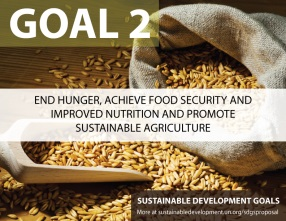 GOAL 2
END HUNGER, ACHIEVE FOOD SECURITY AND
IMPROVED NUTRITION AND PROMOTE
SUSTAINABLE AGRICULTURE
SUSTAINABLE DEVELOPMENT GOALS
More at sustainabledevelopment.un.org/sdgsproposal